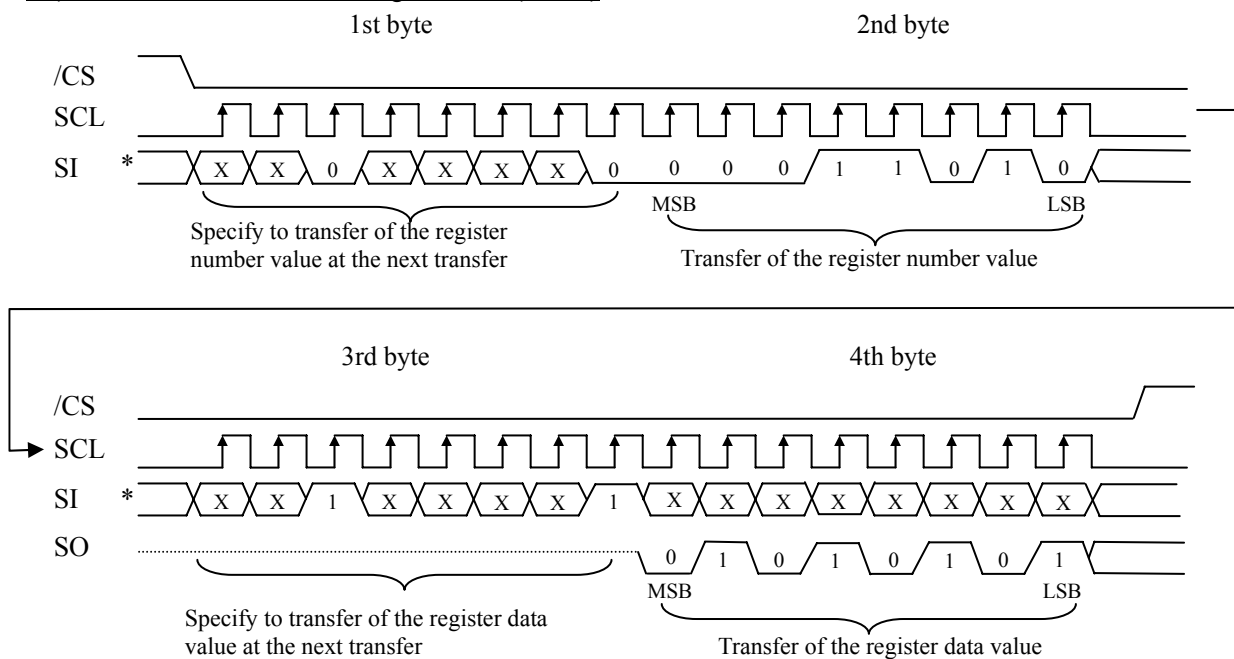 1st byte 2nd byte
/CS
SCL
SI * X X 0 X X X X 0 0 0 0 1 1 0 1 0
MSB LSB
Specify to transfer of the register
number value at the next transfer
Transfer of the register number value
3rd byte 4th byte
/CS
SCL
SI * X X 1 X X X X 1 X X X X X X X X
SO 0 1 0 1 0 1 0 1
MSB LSB
Specify to transfer of the register data
value at the next transfer
Transfer of the register data value